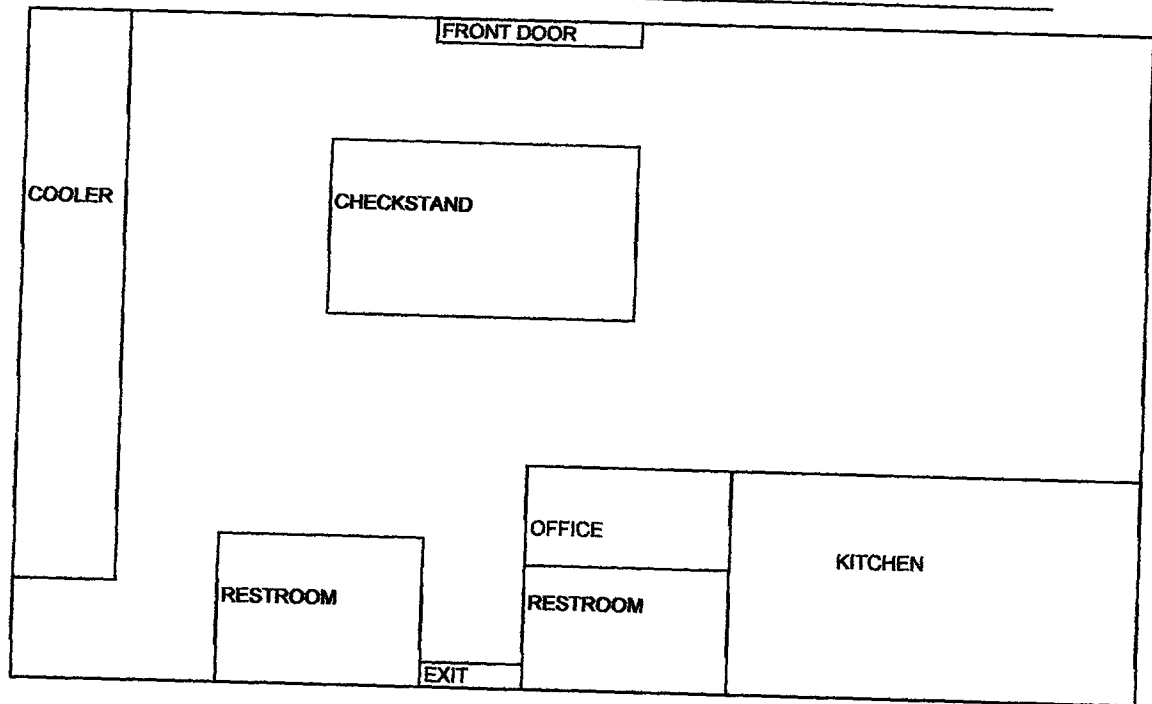 FRONT DOOR
COOLER
CHECKSTAND
OFFICE
KITCHEN
RESTROOM
RESTROOM
EXIT